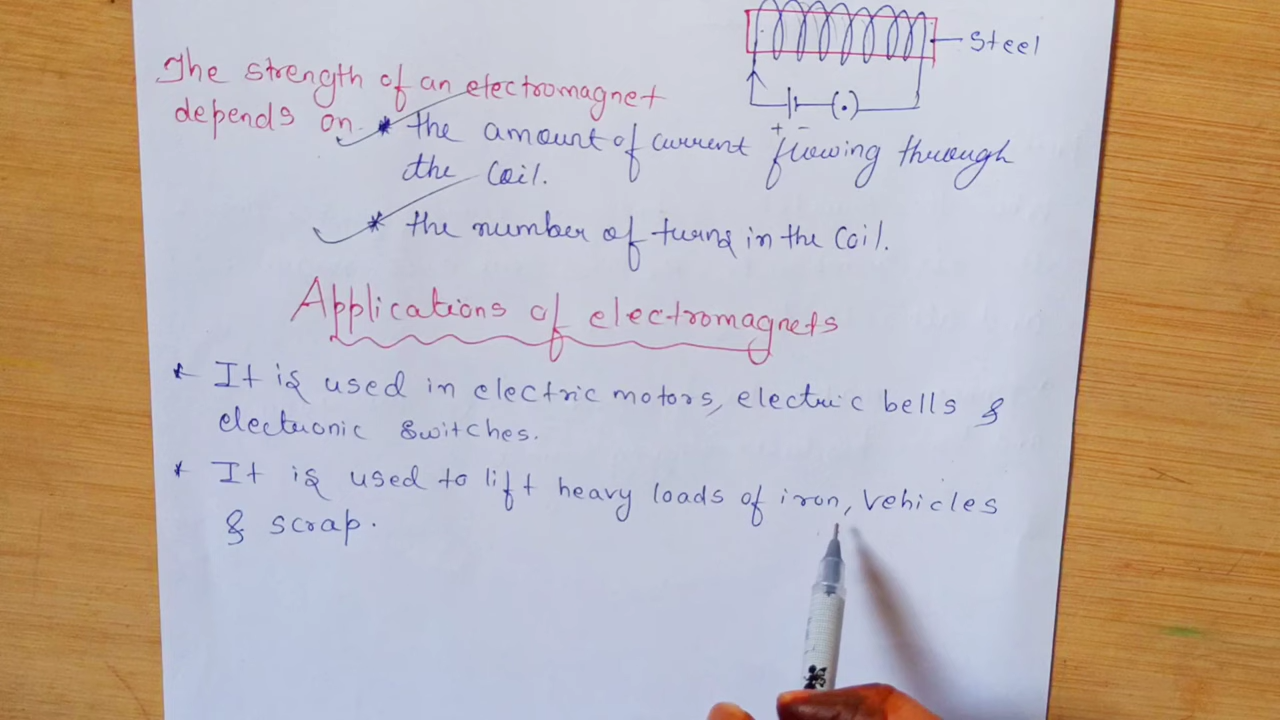 Steel
The strength of an electromagnet
depends on * the amount of current flowing through
the coil.
* the number of turns in the coil.
+ -
Applications of electromagnets
* It is used in electric motors, electric bells &
electronic switches.
* It is used to lift heavy loads of iron, vehicles
& scrap.